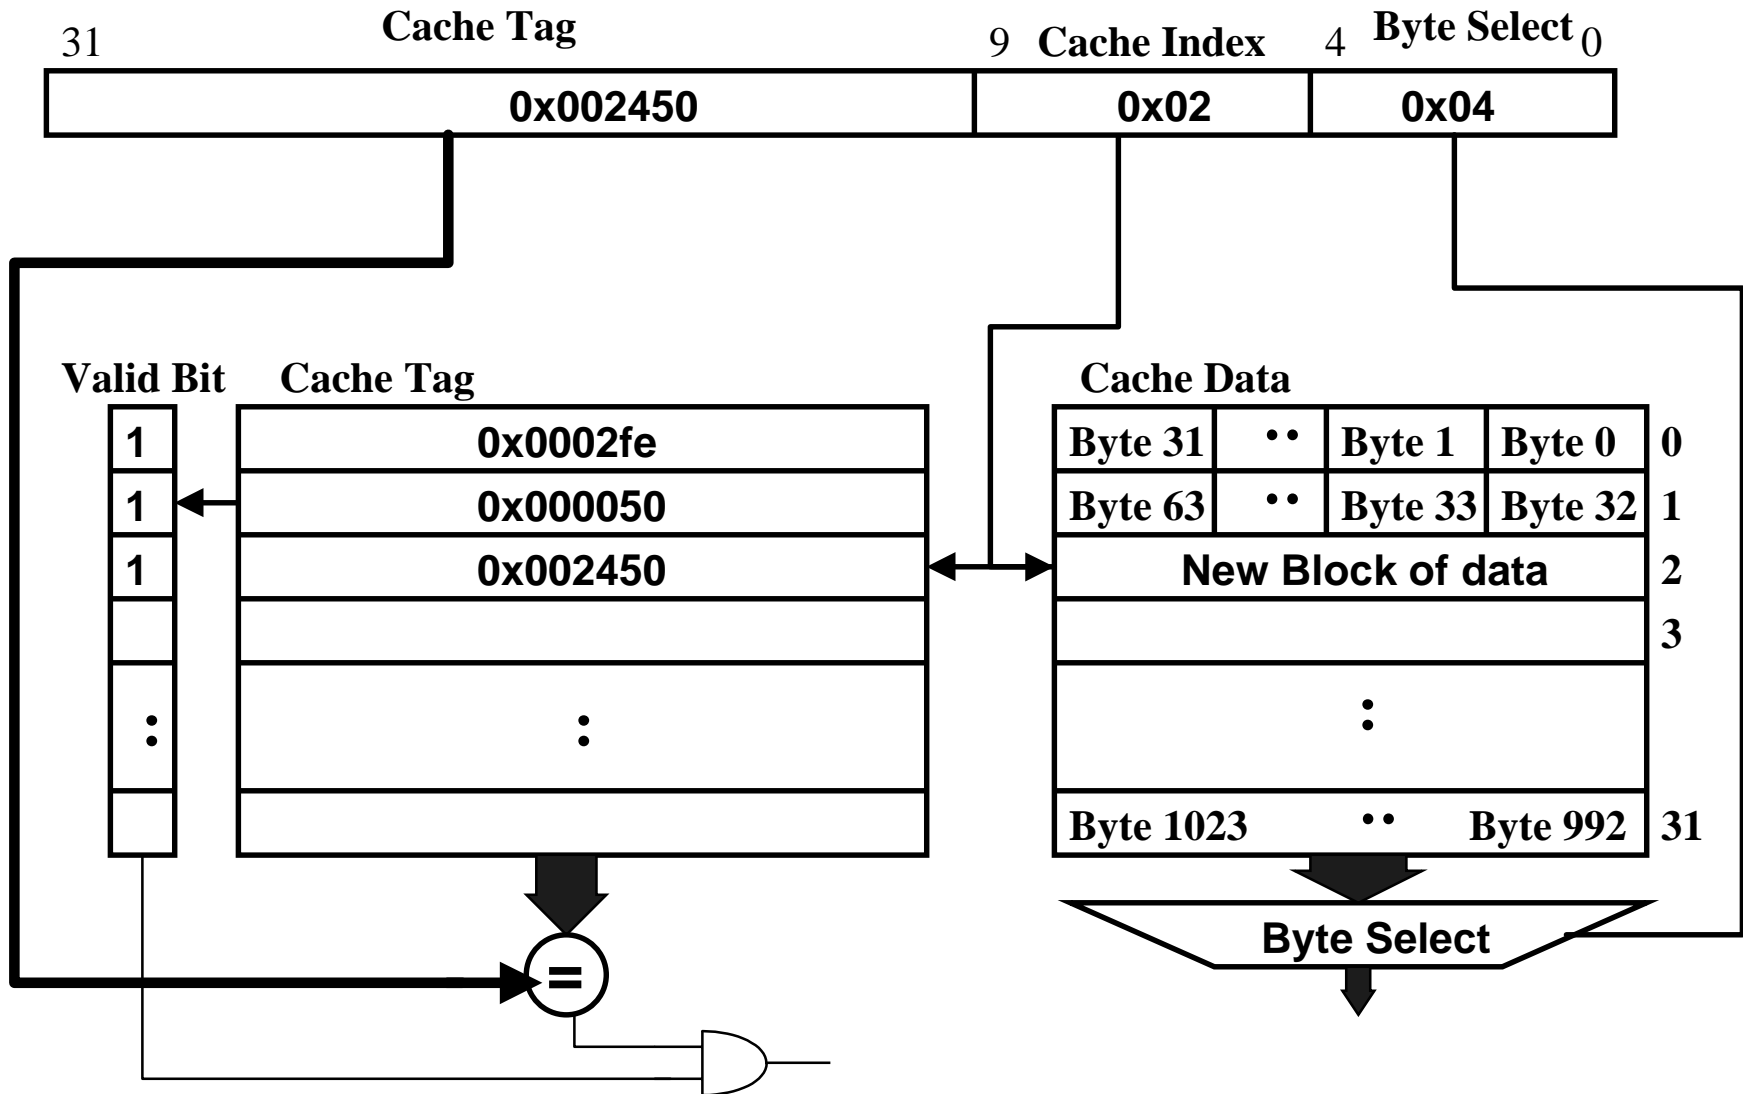 31 Cache Tag 9 Cache Index 4 Byte Select 0
0x002450 0x02 0x04
Valid Bit Cache Tag Cache Data
1 0x0002fe Byte 31 ·· Byte 1 Byte 0 0
1 0x000050 Byte 63 ·· Byte 33 Byte 32 1
1 0x002450 New Block of data 2
3
: : :
Byte 1023 ·· Byte 992 31
Byte Select
=